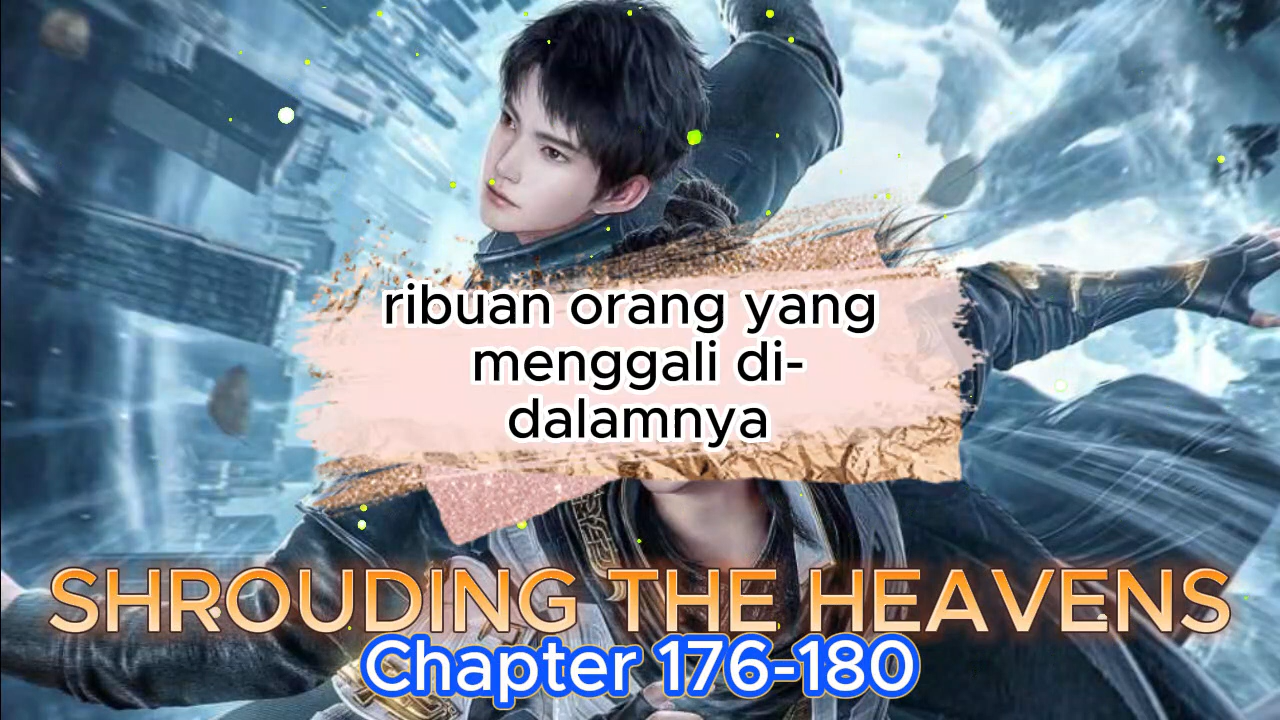 ribuan orang yang
menggali di-
dalamnya
SHROUDING THE HEAVENS
Chapter 176-180